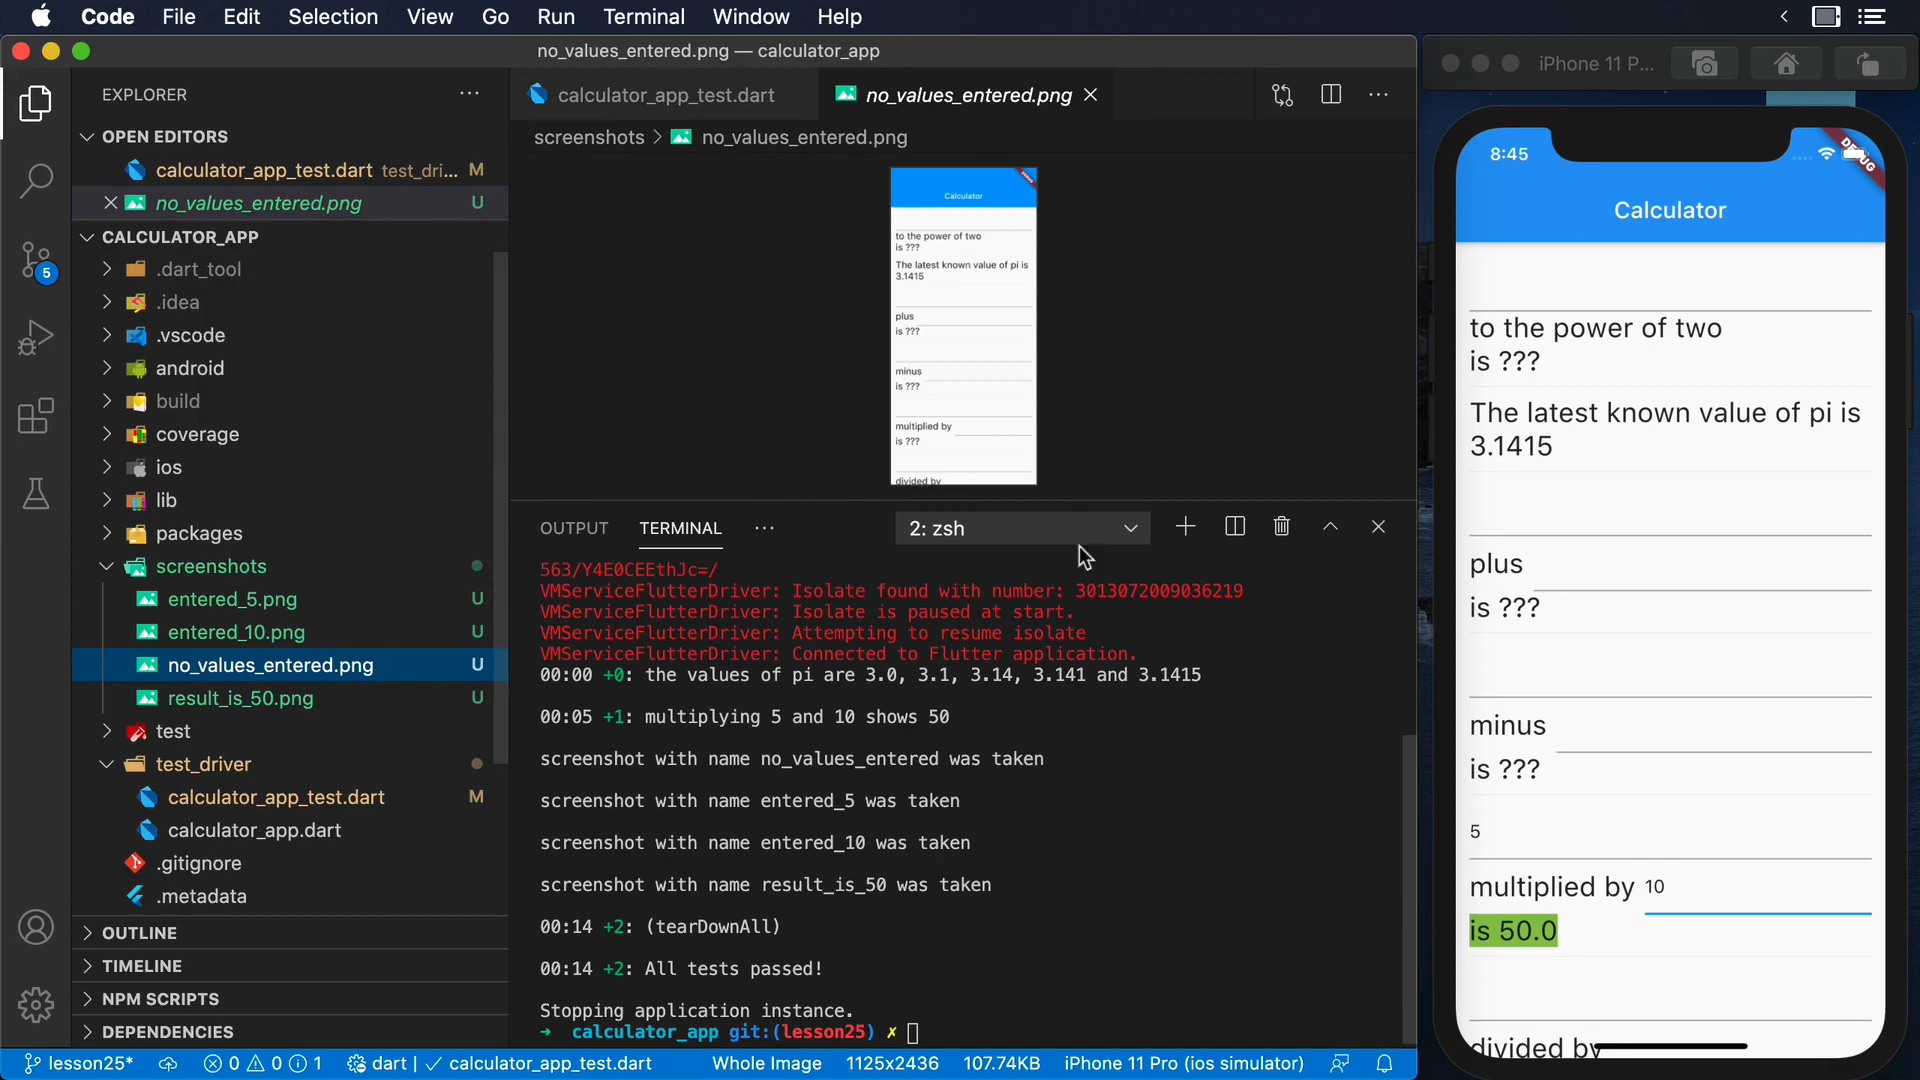 Code File Edit Selection View Go Run Terminal Window Help
no_values_entered.png — calculator_app
EXPLORER
OPEN EDITORS
calculator_app_test.dart test_dri... M
no_values_entered.png U
CALCULATOR_APP
.dart_tool
.idea
.vscode
android
build
coverage
ios
lib
packages
screenshots
entered_5.png U
entered_10.png U
no_values_entered.png U
result_is_50.png U
test
test_driver
calculator_app_test.dart M
calculator_app.dart
.gitignore
.metadata
OUTLINE
TIMELINE
NPM SCRIPTS
DEPENDENCIES
5
calculator_app_test.dart
no_values_entered.png
screenshots > no_values_entered.png
Calculator
to the power of two
is ???
The latest known value of pi is
3.1415
plus
is ???
minus
is ???
multiplied by
is ???
divided by
OUTPUT TERMINAL 2: zsh
563/Y4E0CEEthJc=/
VMServiceFlutterDriver: Isolate found with number: 3013072009036219
VMServiceFlutterDriver: Isolate is paused at start.
VMServiceFlutterDriver: Attempting to resume isolate
VMServiceFlutterDriver: Connected to Flutter application.
00:00 +0: the values of pi are 3.0, 3.1, 3.14, 3.141 and 3.1415
00:05 +1: multiplying 5 and 10 shows 50
screenshot with name no_values_entered was taken
screenshot with name entered_5 was taken
screenshot with name entered_10 was taken
screenshot with name result_is_50 was taken
00:14 +2: (tearDownAll)
00:14 +2: All tests passed!
Stopping application instance.
→ calculator_app git:(lesson25) ✗
iPhone 11 P...
8:45
DEBUG
Calculator
to the power of two
is ???
The latest known value of pi is
3.1415
plus
is ???
minus
is ???
5
multiplied by 10
is 50.0
divided by
lesson25* 0 0 1 dart | ✓ calculator_app_test.dart Whole Image 1125x2436 107.74KB iPhone 11 Pro (ios simulator)